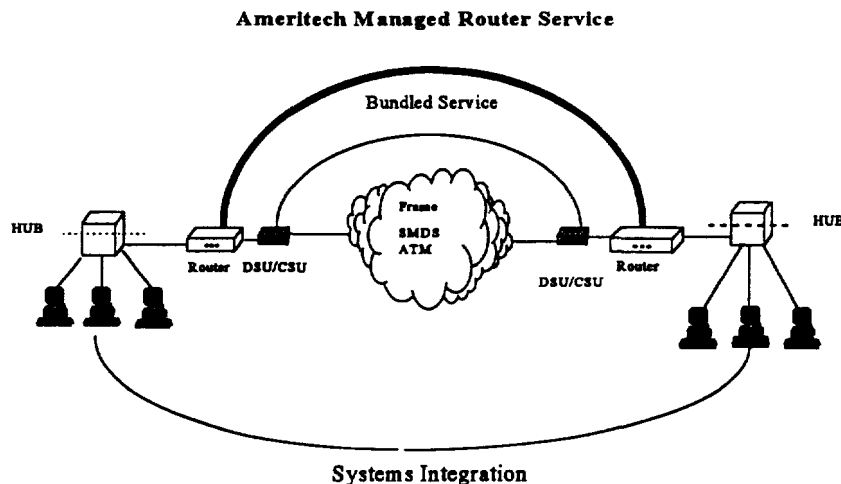 Ameritech Managed Router Service
Bundled Service
Frame
SMDS
ATM
HUB
HUB
Router
DSU/CSU
DSU/CSU
Router
Systems Integration